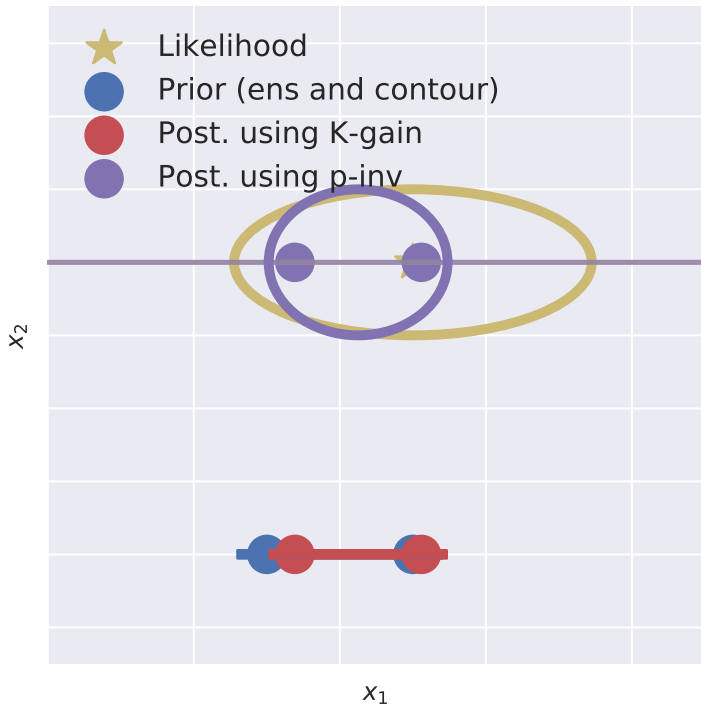 Likelihood
Prior (ens and contour)
Post. using K-gain
Post. using p-inv
x₂
x₁